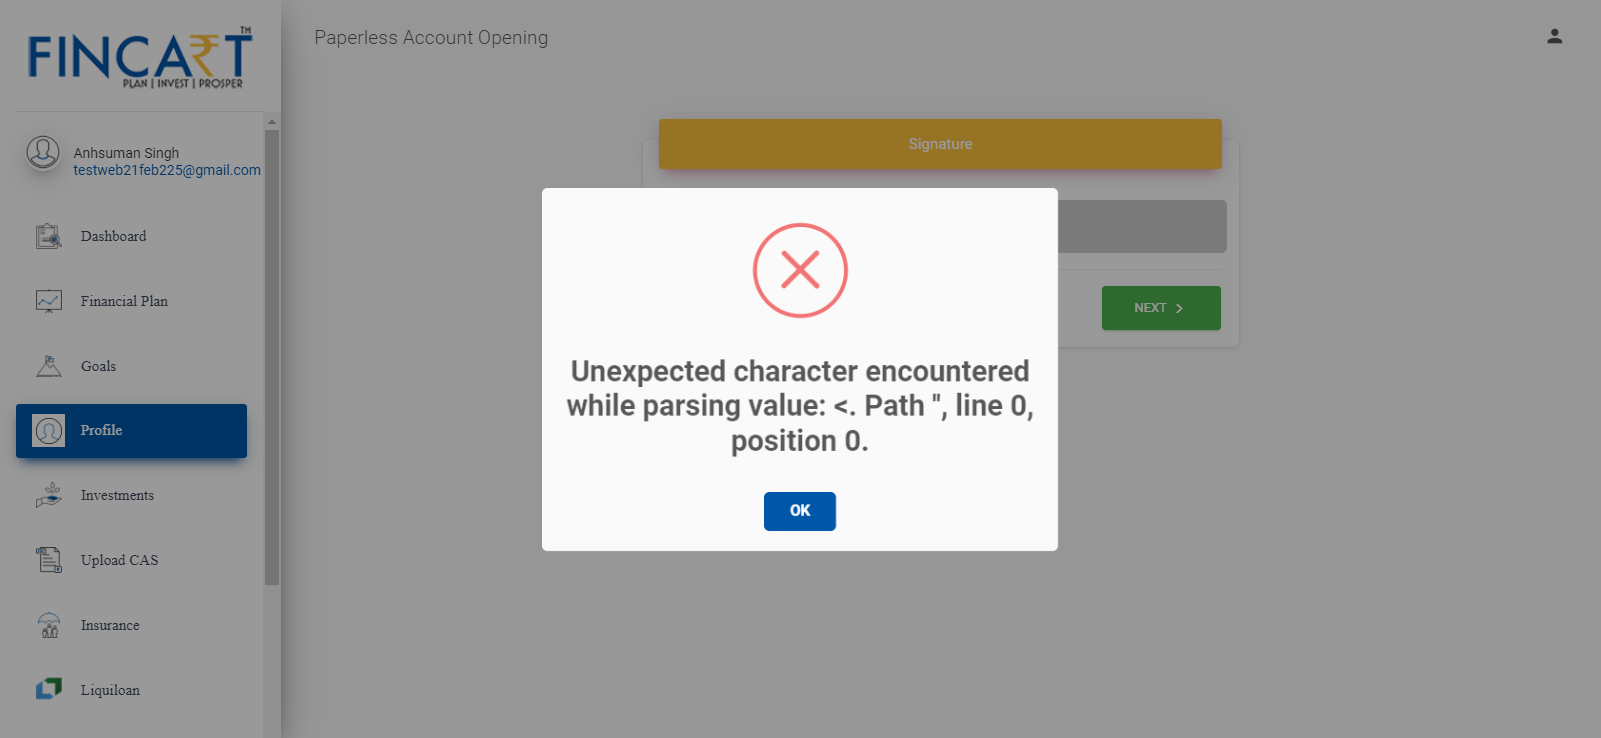 FINCART™
PLAN | INVEST | PROSPER
Paperless Account Opening
Anhsuman Singh
testweb21feb225@gmail.com
Dashboard
Financial Plan
Goals
Profile
Investments
Upload CAS
Insurance
Liquiloan
Signature
NEXT
Unexpected character encountered
while parsing value: <. Path '', line 0,
position 0.
OK